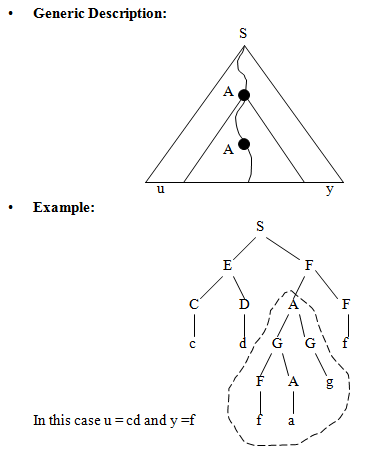 • Generic Description:
S
A
A
u y
• Example:
S
E F
C D A F
c d G G f
F A g
In this case u = cd and y =f f a